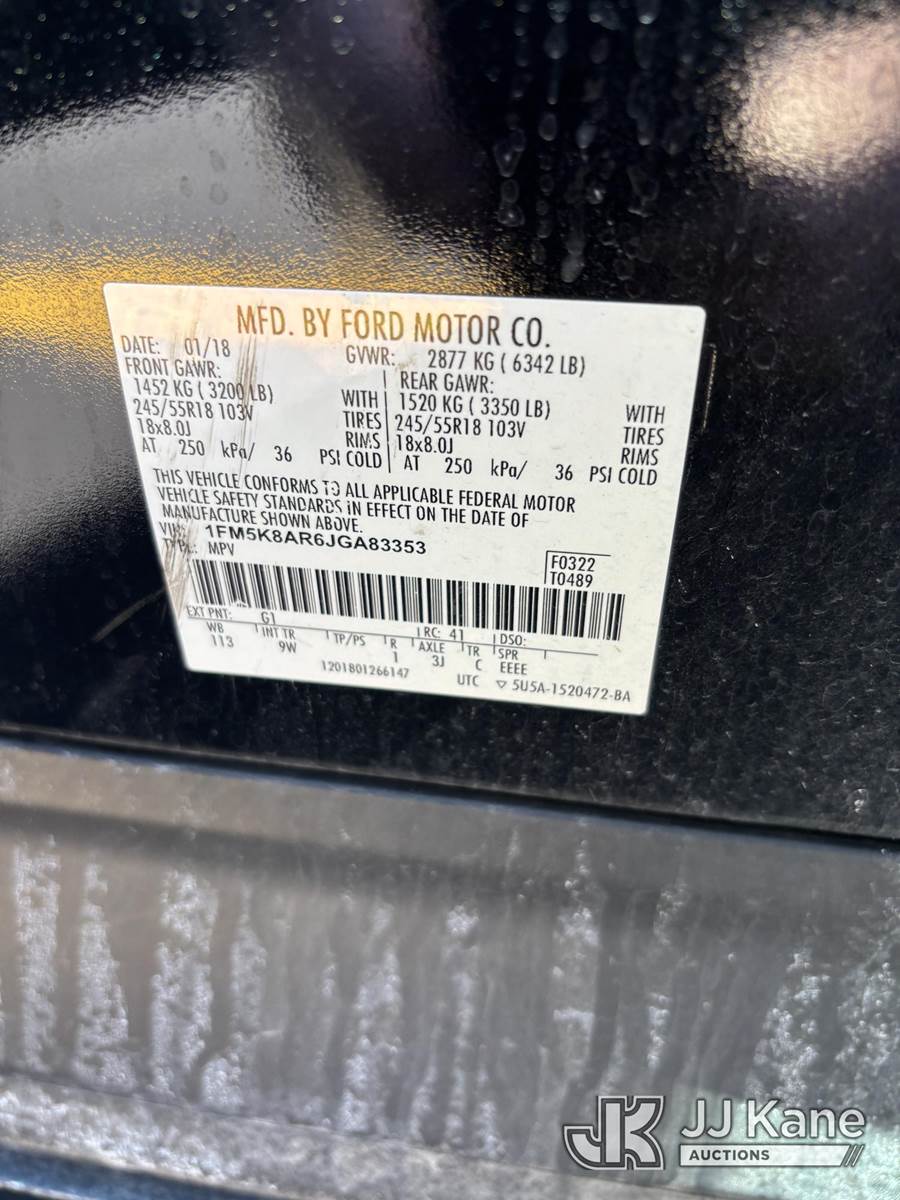 MFD. BY FORD MOTOR CO.
DATE: 01/18 GVWR: 2877 KG ( 6342 LB)
FRONT GAWR: REAR GAWR:
1452 KG ( 3200 LB) WITH 1520 KG ( 3350 LB) WITH
245/55R18 103V TIRES 245/55R18 103V TIRES
18x8.0J RIMS 18x8.0J RIMS
AT 250 kPa/ 36 PSI COLD AT 250 kPa/ 36 PSI COLD
THIS VEHICLE CONFORMS TO ALL APPLICABLE FEDERAL MOTOR
VEHICLE SAFETY STANDARDS IN EFFECT ON THE DATE OF
MANUFACTURE SHOWN ABOVE.
VIN: 1FM5K8AR6JGA83353
TYPE: MPV
F0322
T0489
EXT PNT: G1 RC: 41 DSO:
WB INT TR TP/PS R AXLE TR SPR
113 9W 1 3J C EEEE
1201801266147 UTC ▽ 5U5A-1520472-BA
JK JJ Kane
AUCTIONS